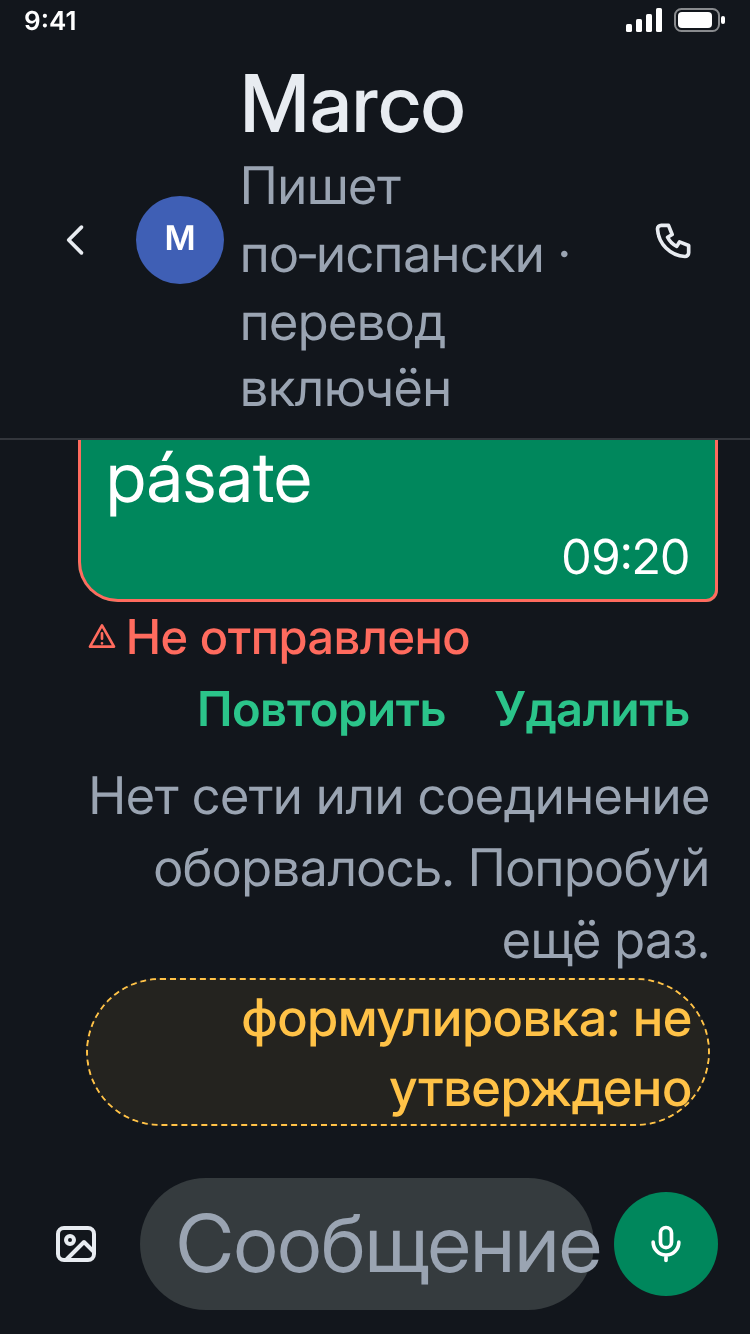 9:41
Marco
M
Пишет
по-испански ·
перевод
включён
pásate
09:20
Не отправлено
Повторить Удалить
Нет сети или соединение
оборвалось. Попробуй
ещё раз.
формулировка: не
утверждено
Сообщение